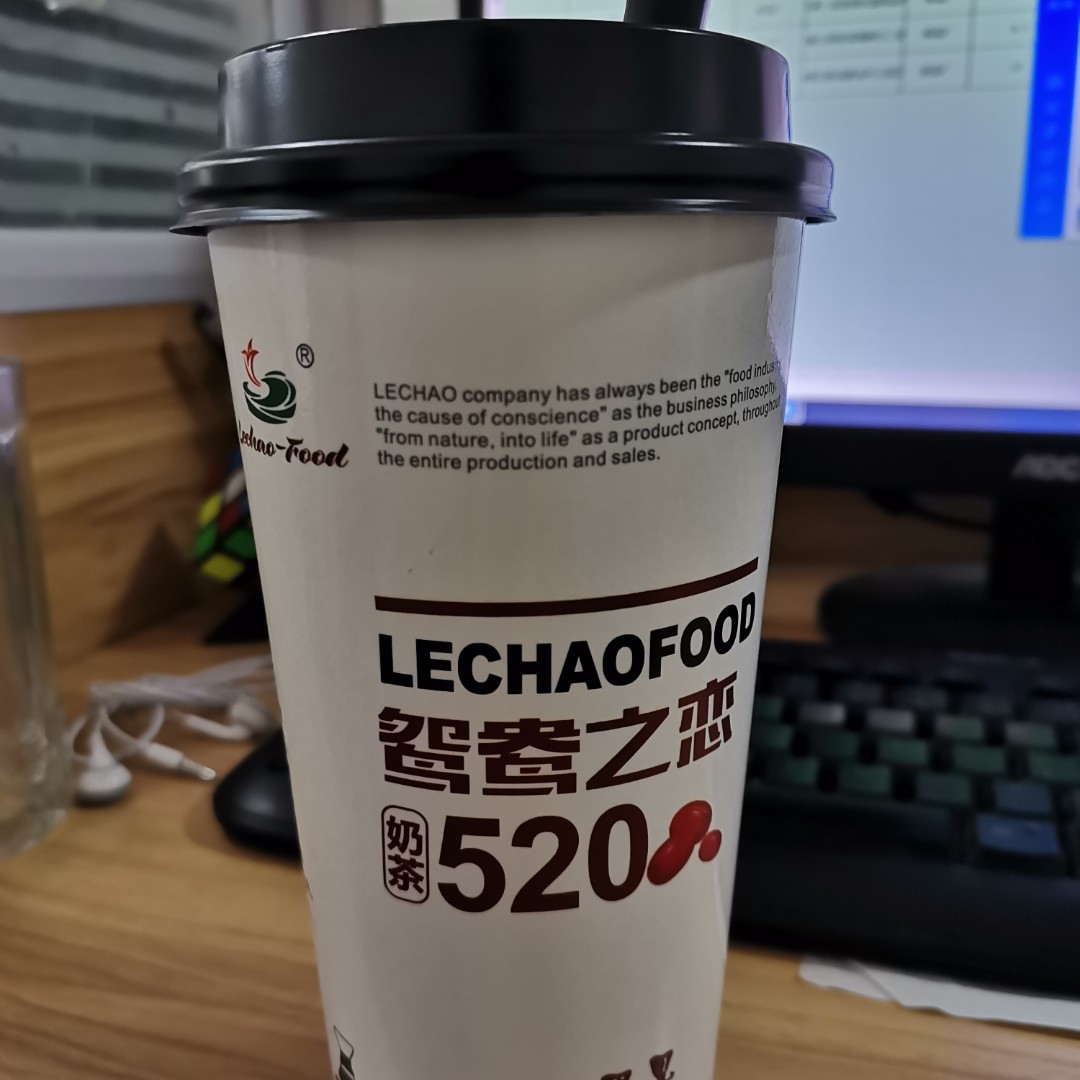 ®
Lechao-Food
LECHAO company has always been the "food
the cause of conscience" as the business philosophy,
"from nature, into life" as a product concept, throughout
the entire production and sales.
LECHAOFOOD
鸳鸯之恋
奶茶
520
AOC